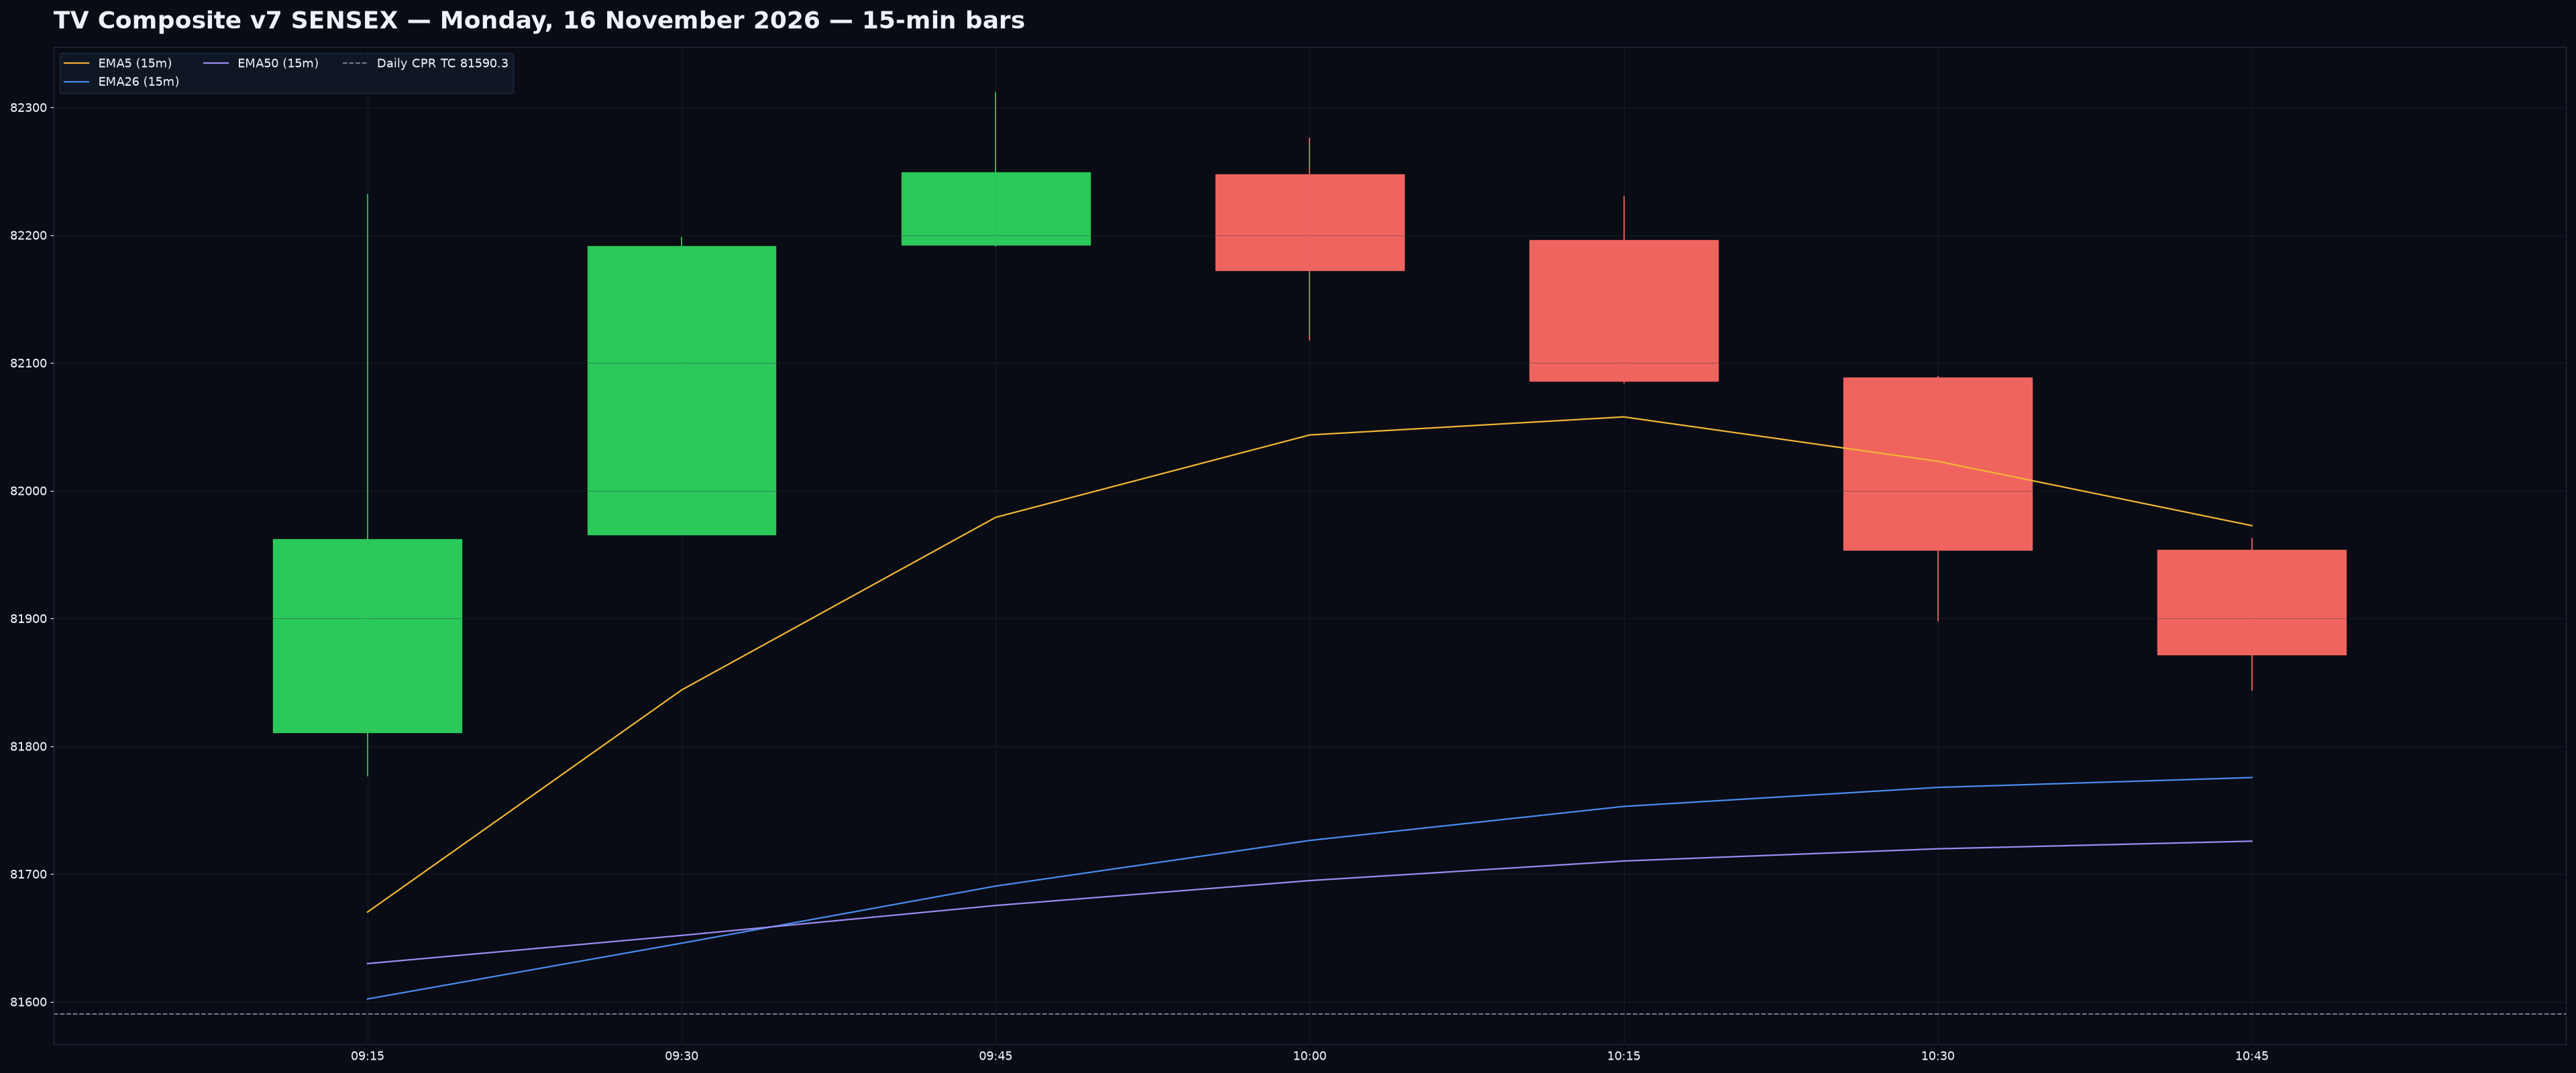 TV Composite v7 SENSEX — Monday, 16 November 2026 — 15-min bars
EMA5 (15m) EMA50 (15m) Daily CPR TC 81590.3
EMA26 (15m)
82300
82200
82100
82000
81900
81800
81700
81600
09:15 09:30 09:45 10:00 10:15 10:30 10:45